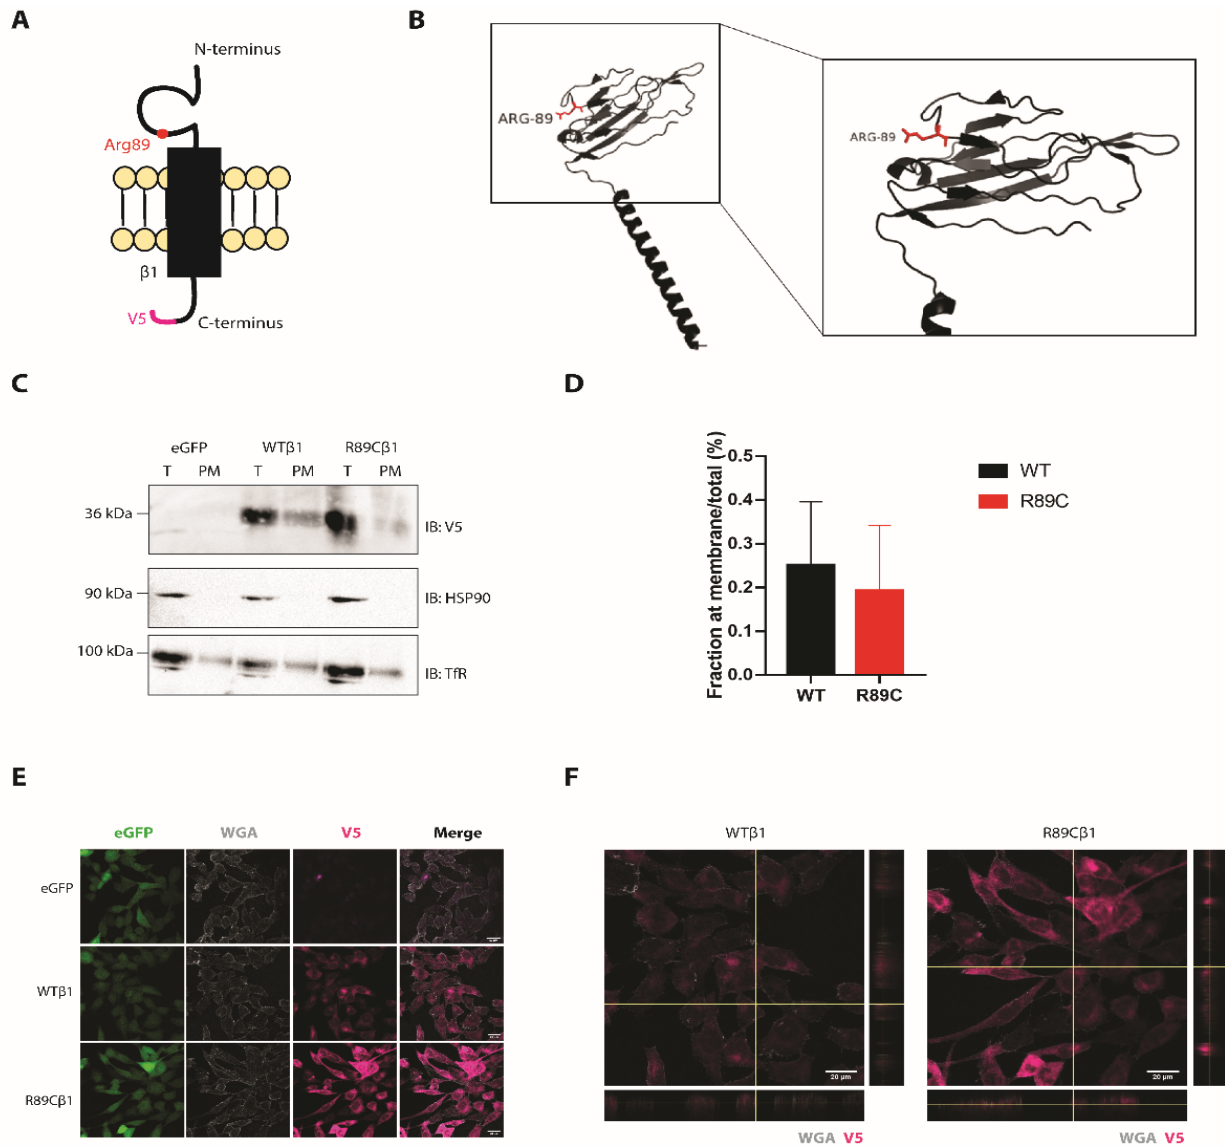 A
N-terminus
Arg89
β1
V5
C-terminus
B
ARG-89
ARG-89
C
eGFP WTβ1 R89Cβ1
T PM T PM T PM
36 kDa
IB: V5
90 kDa
IB: HSP90
100 kDa
IB: TfR
D
Fraction at membrane/total (%)
0.5
0.4
0.3
0.2
0.1
0.0
WT R89C
WT
R89C
E
eGFP WGA V5 Merge
eGFP
WTβ1
R89Cβ1
F
WTβ1 R89Cβ1
20 μm 20 μm
WGA V5 WGA V5